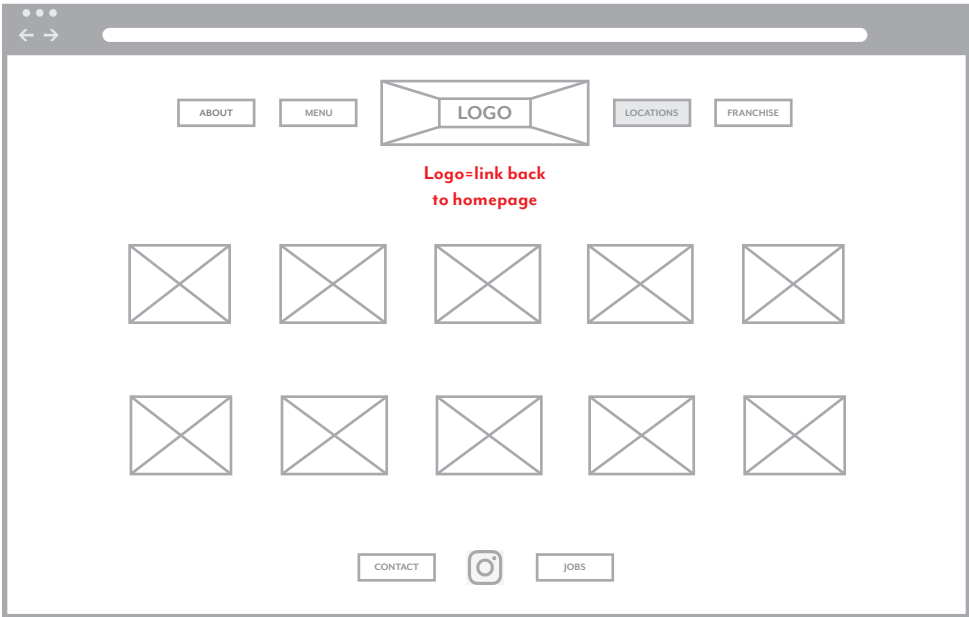 ABOUT
MENU
LOGO
LOCATIONS
FRANCHISE
Logo=link back
to homepage
CONTACT
JOBS